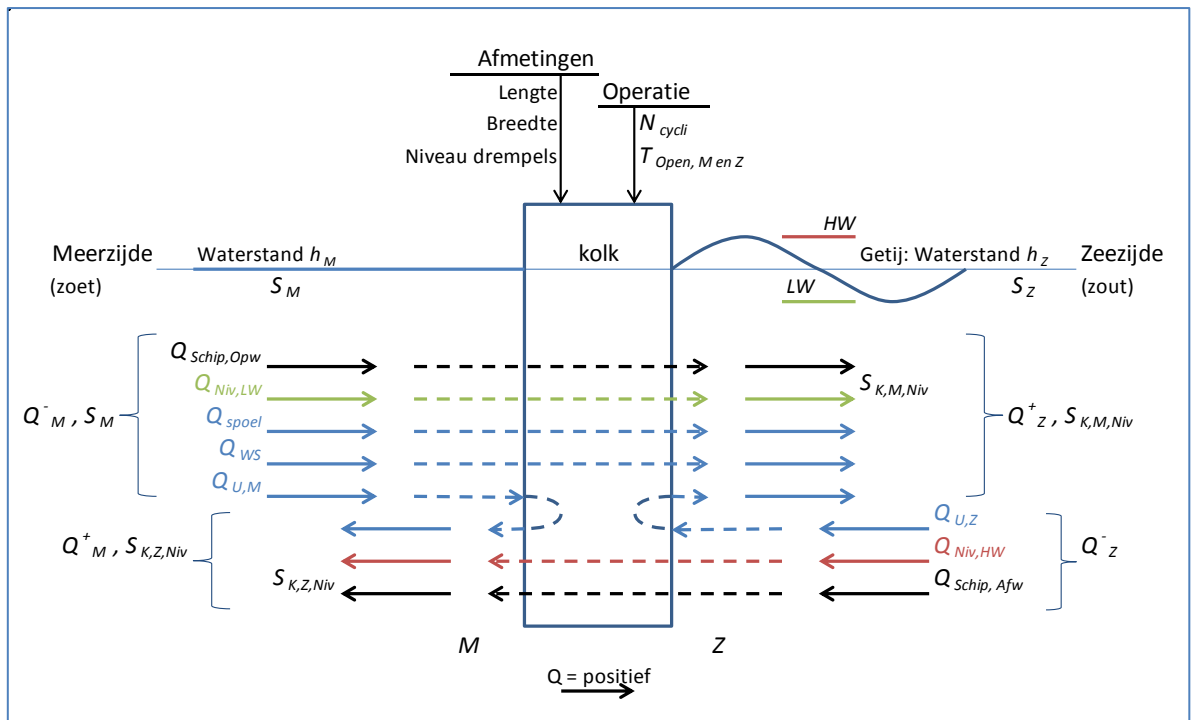 Afmetingen
Lengte
Breedte
Niveau drempels
Operatie
N cycli
T Open, M en Z
Meerzijde
(zoet)
Waterstand h M
S M
kolk
HW
LW
Getij: Waterstand h Z
S Z
Zeezijde
(zout)
Q Schip,Opw
Q Niv,LW
Q spoel
Q WS
Q U,M
Q - M , S M
S K,M,Niv
Q + Z , S K,M,Niv
Q + M , S K,Z,Niv
S K,Z,Niv
Q U,Z
Q Niv,HW
Q Schip, Afw
Q - Z
M
Z
Q = positief